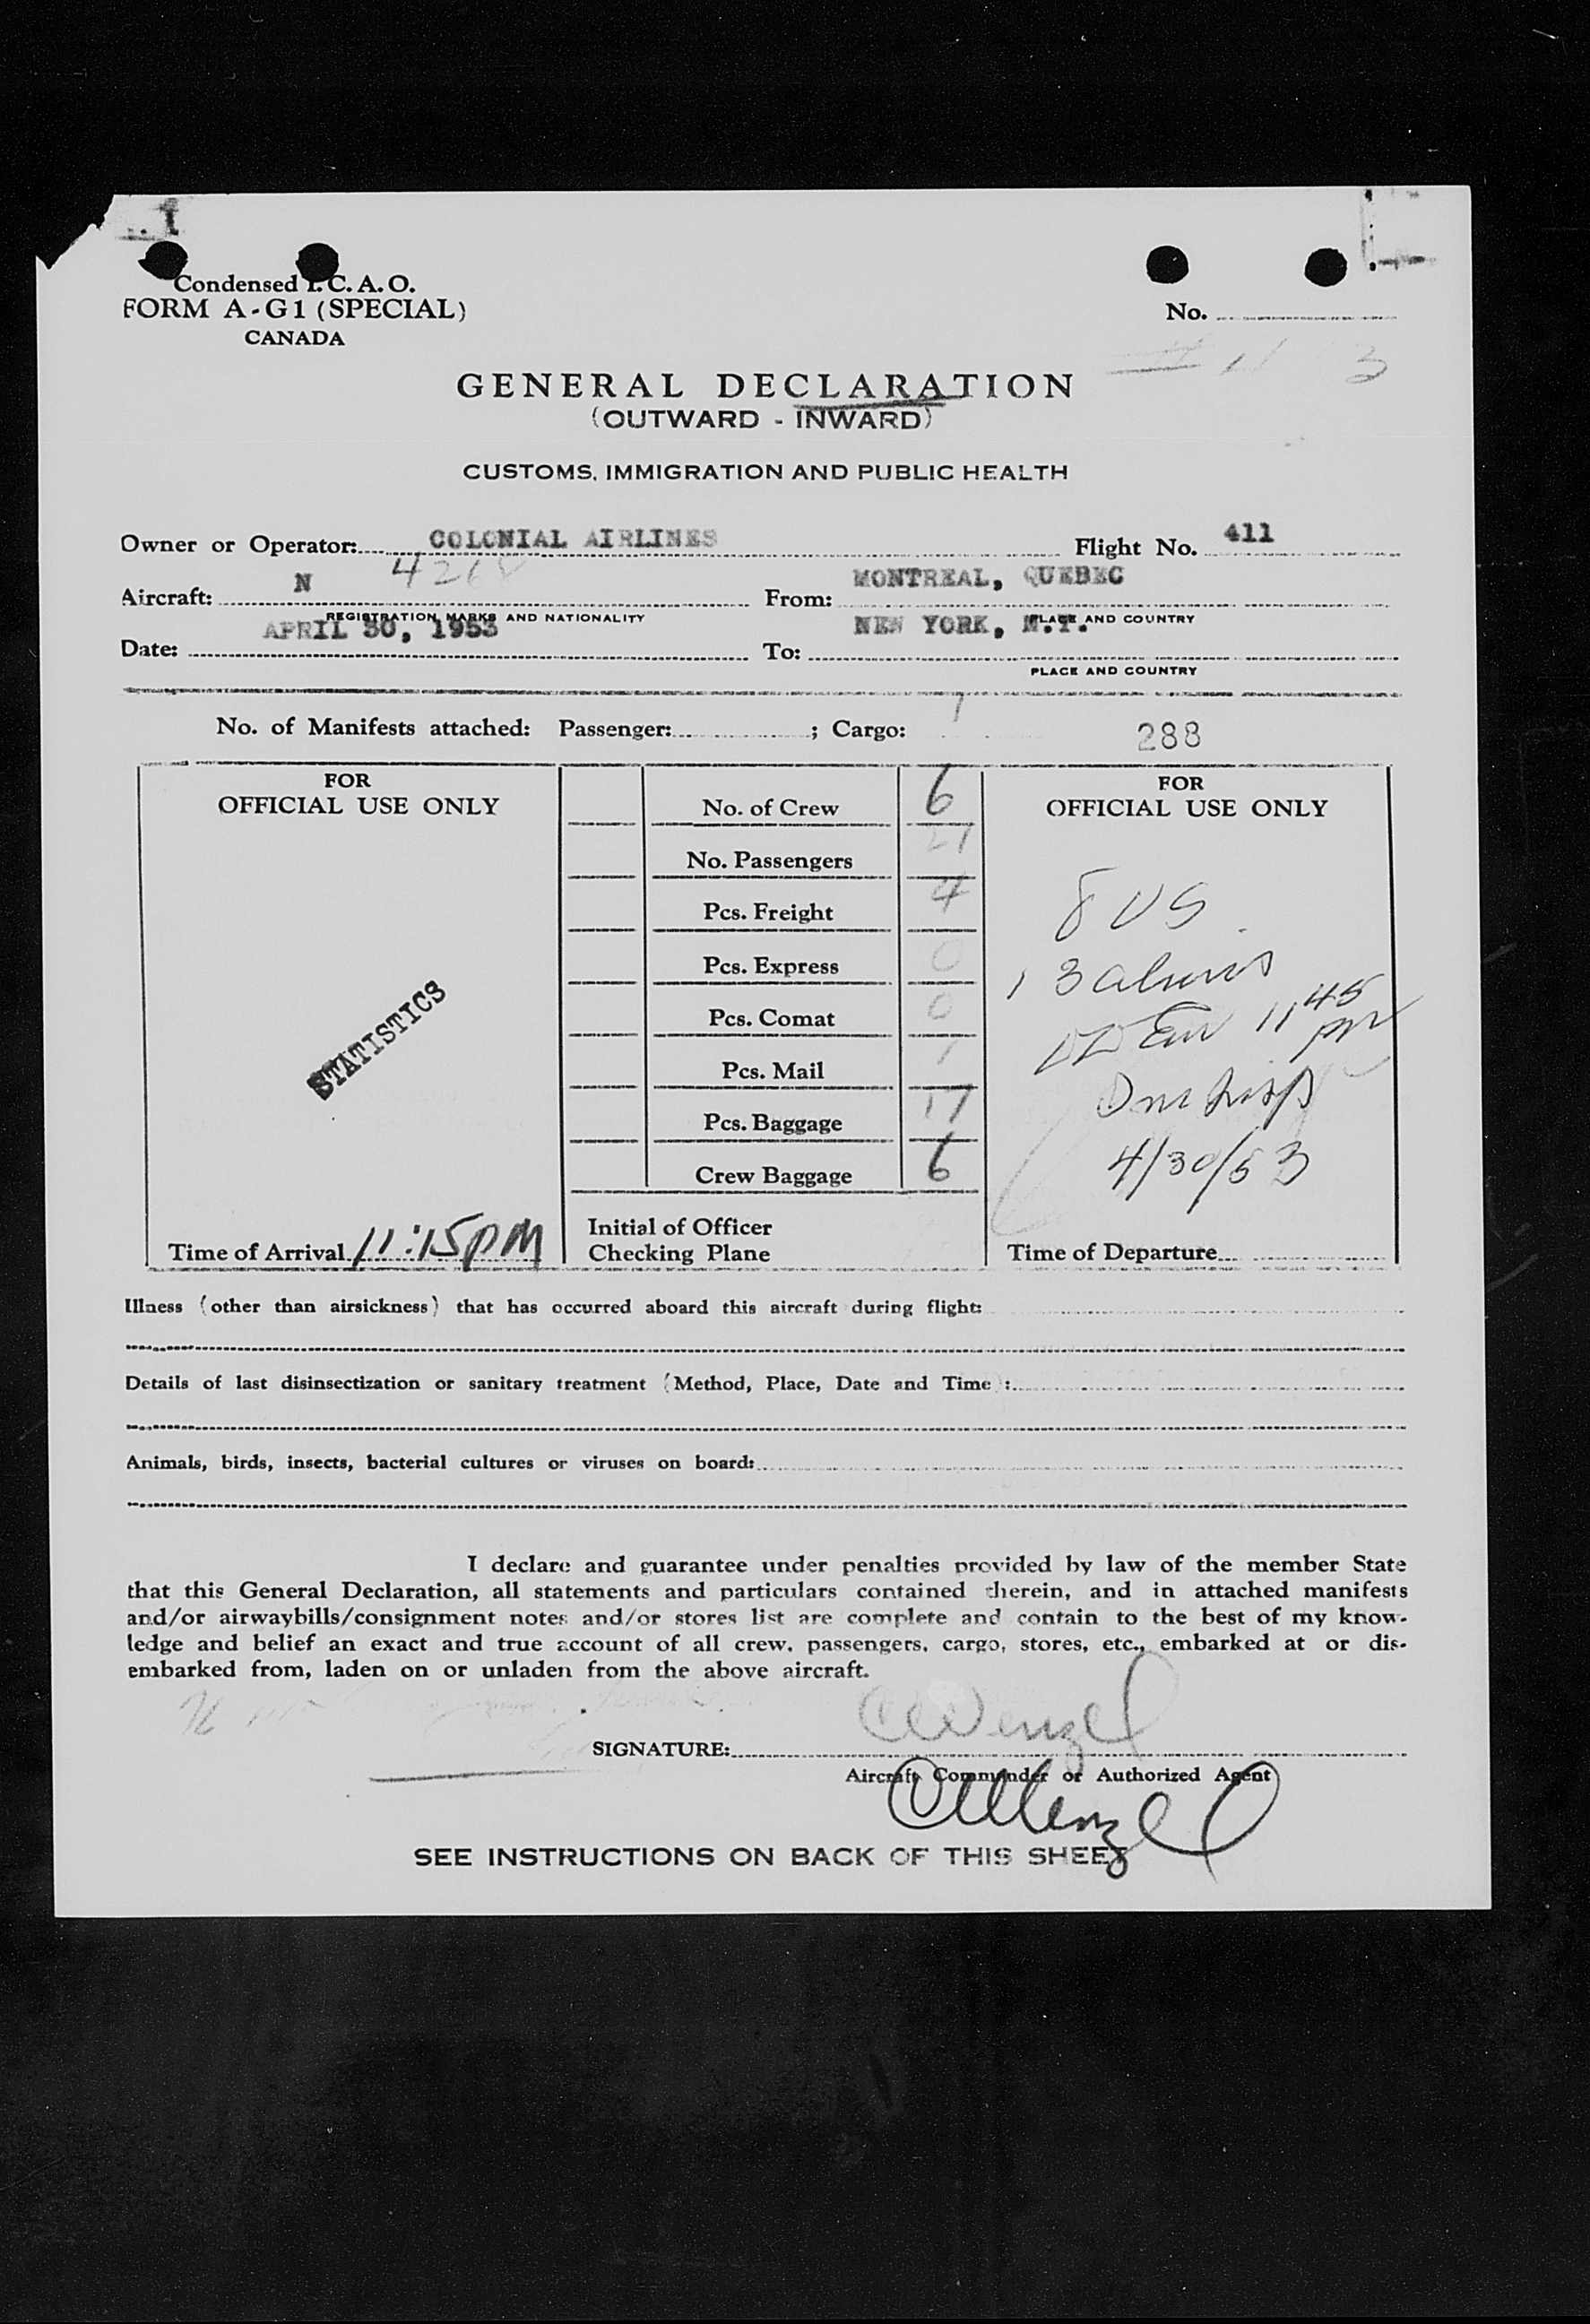 Condensed I.C.A.O.
FORM A-G1 (SPECIAL)
CANADA
No.
GENERAL DECLARATION
(OUTWARD - INWARD)
CUSTOMS, IMMIGRATION AND PUBLIC HEALTH
Owner or Operator: COLONIAL AIRLINES Flight No. 411
Aircraft: N From: MONTREAL, QUEBEC
REGISTRATION MARKS AND NATIONALITY PLACE AND COUNTRY
Date: APRIL 30, 1953 To: NEW YORK, N.Y.
PLACE AND COUNTRY
No. of Manifests attached: Passenger: ; Cargo: 1
288
FOR
OFFICIAL USE ONLY
STATISTICS
Time of Arrival 11:15PM
No. of Crew 6
No. Passengers 21
Pcs. Freight 4
Pcs. Express 0
Pcs. Comat 0
Pcs. Mail 1
Pcs. Baggage 17
Crew Baggage 6
Initial of Officer
Checking Plane
FOR
OFFICIAL USE ONLY
8 US
13 aliens
11 45 pm
4/30/53
Time of Departure
Illness (other than airsickness) that has occurred aboard this aircraft during flight:
Details of last disinsectization or sanitary treatment (Method, Place, Date and Time):
Animals, birds, insects, bacterial cultures or viruses on board:
I declare and guarantee under penalties provided by law of the member State
that this General Declaration, all statements and particulars contained therein, and in attached manifests
and/or airwaybills/consignment notes and/or stores list are complete and contain to the best of my know-
ledge and belief an exact and true account of all crew, passengers, cargo, stores, etc., embarked at or dis-
embarked from, laden on or unladen from the above aircraft.
SIGNATURE:
Aircraft Commander or Authorized Agent
SEE INSTRUCTIONS ON BACK OF THIS SHEET